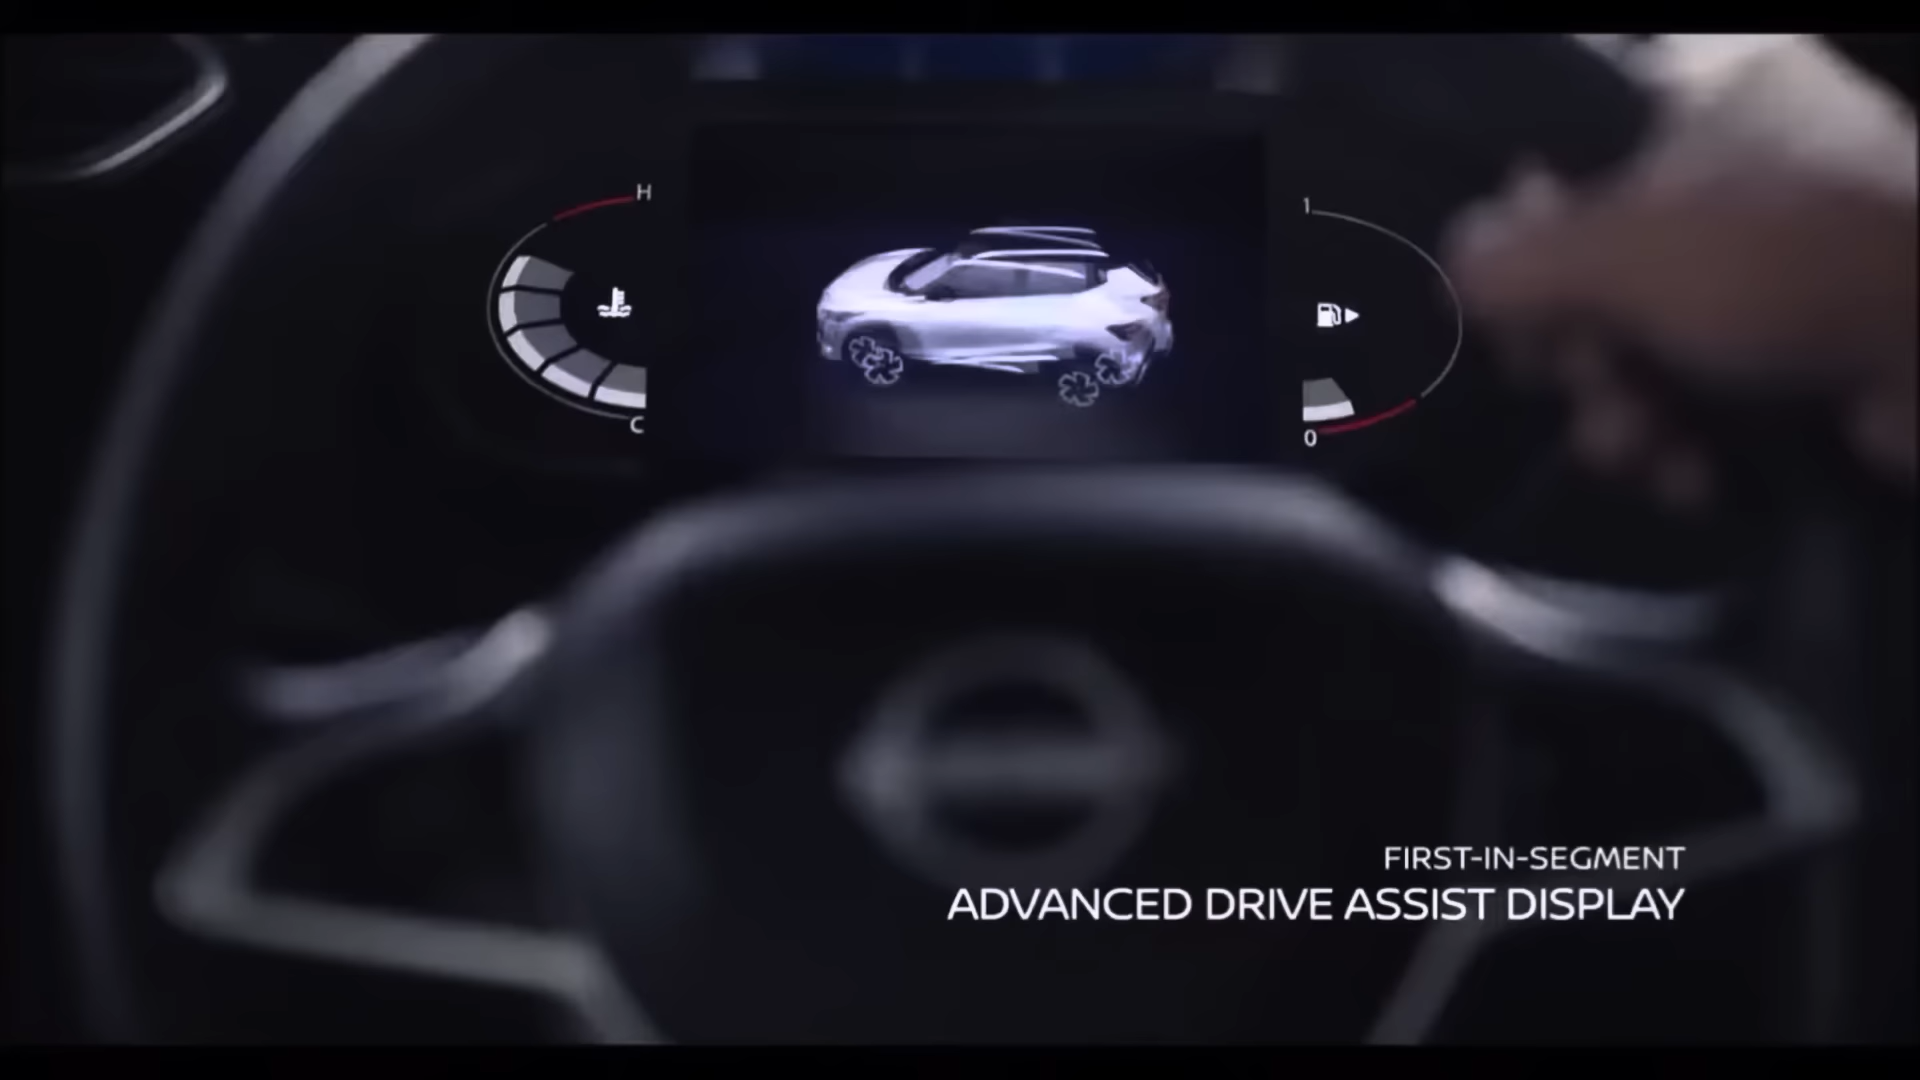 H
1
C
0
FIRST-IN-SEGMENT
ADVANCED DRIVE ASSIST DISPLAY